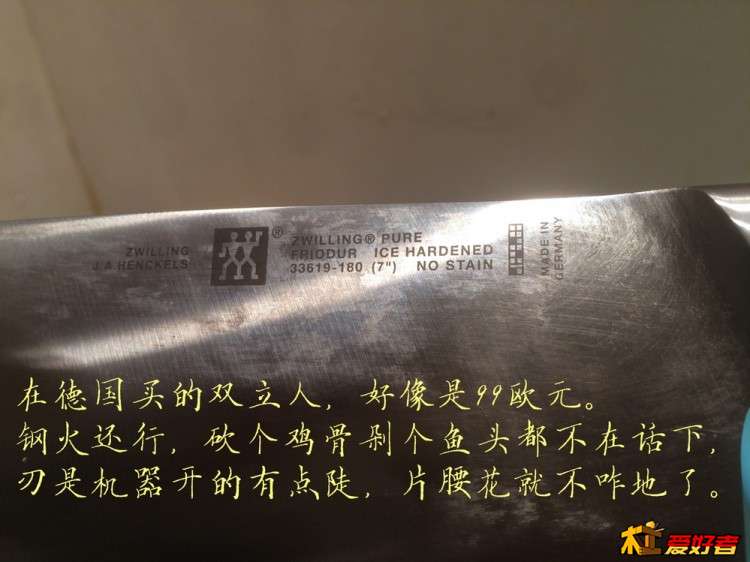 ZWILLING
J.A.HENCKELS
®
ZWILLING® PURE
FRIODUR ICE HARDENED
33619-180 (7") NO STAIN
MADE IN
GERMANY
在德国买的双立人，好像是99欧元。
钢火还行，砍个鸡骨剁个鱼头都不在话下，
刃是机器开的有点陡，片腰花就不咋地了。
木工爱好者